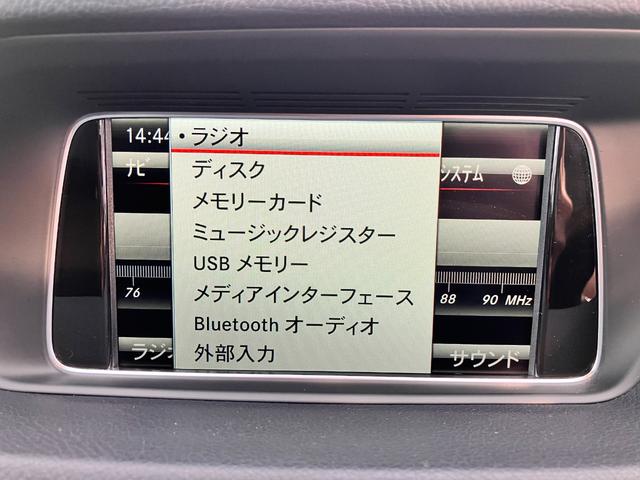 14:44
• ラジオ
ナビ
ディスク
システム
メモリーカード
ミュージックレジスター
USB メモリー
76
メディアインターフェース
88 90 MHz
Bluetooth オーディオ
ラジ
外部入力
サウンド